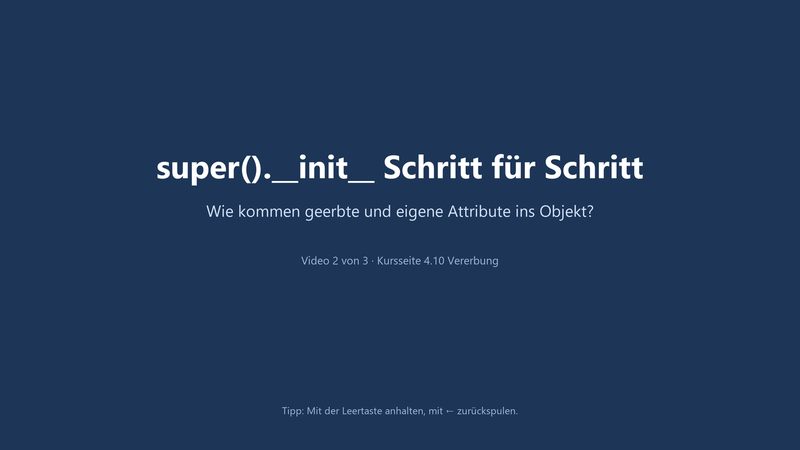 super().__init__ Schritt für Schritt
Wie kommen geerbte und eigene Attribute ins Objekt?
Video 2 von 3 · Kursseite 4.10 Vererbung
Tipp: Mit der Leertaste anhalten, mit ← zurückspulen.